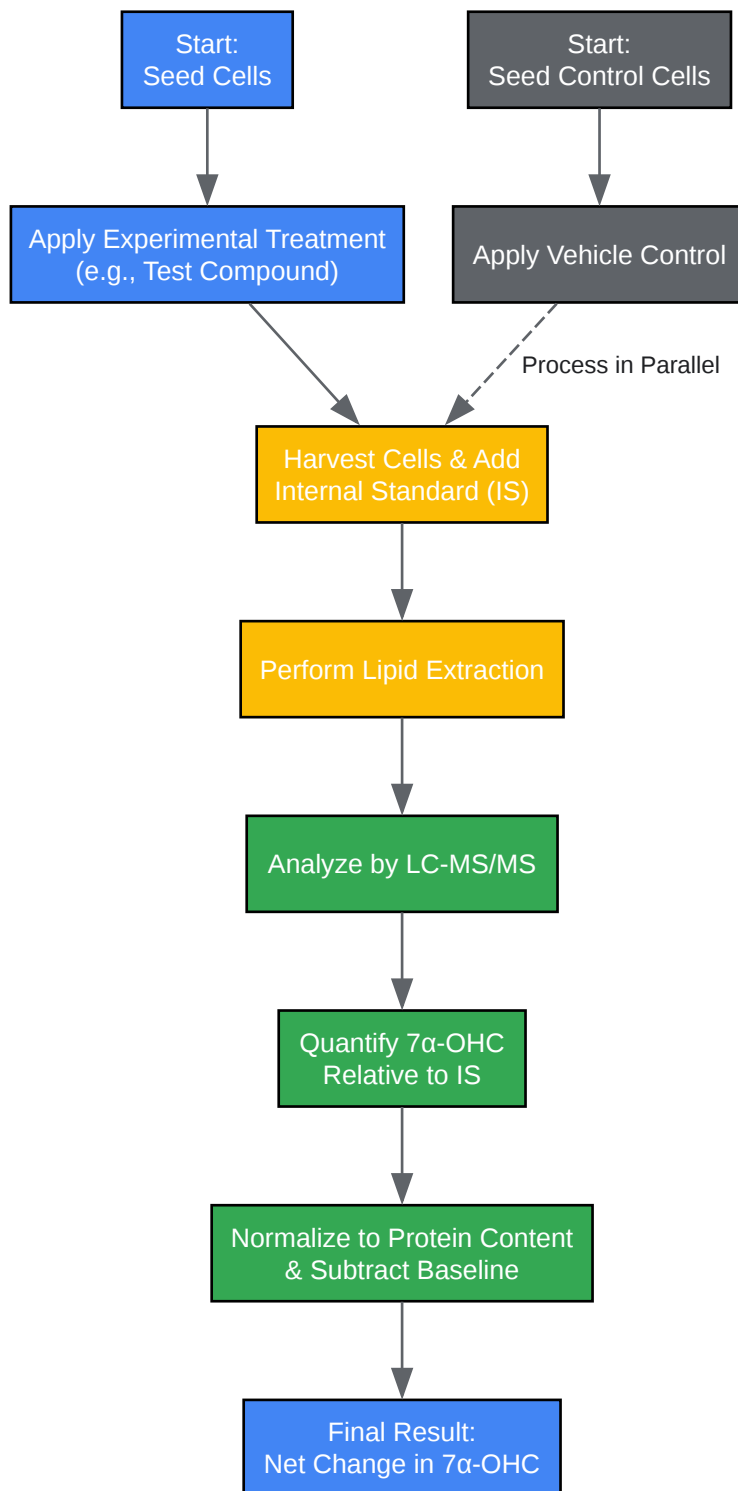 Start:
Seed Cells
Start:
Seed Control Cells
Apply Experimental Treatment
(e.g., Test Compound)
Apply Vehicle Control
Process in Parallel
Harvest Cells & Add
Internal Standard (IS)
Perform Lipid Extraction
Analyze by LC-MS/MS
Quantify 7α-OHC
Relative to IS
Normalize to Protein Content
& Subtract Baseline
Final Result:
Net Change in 7α-OHC